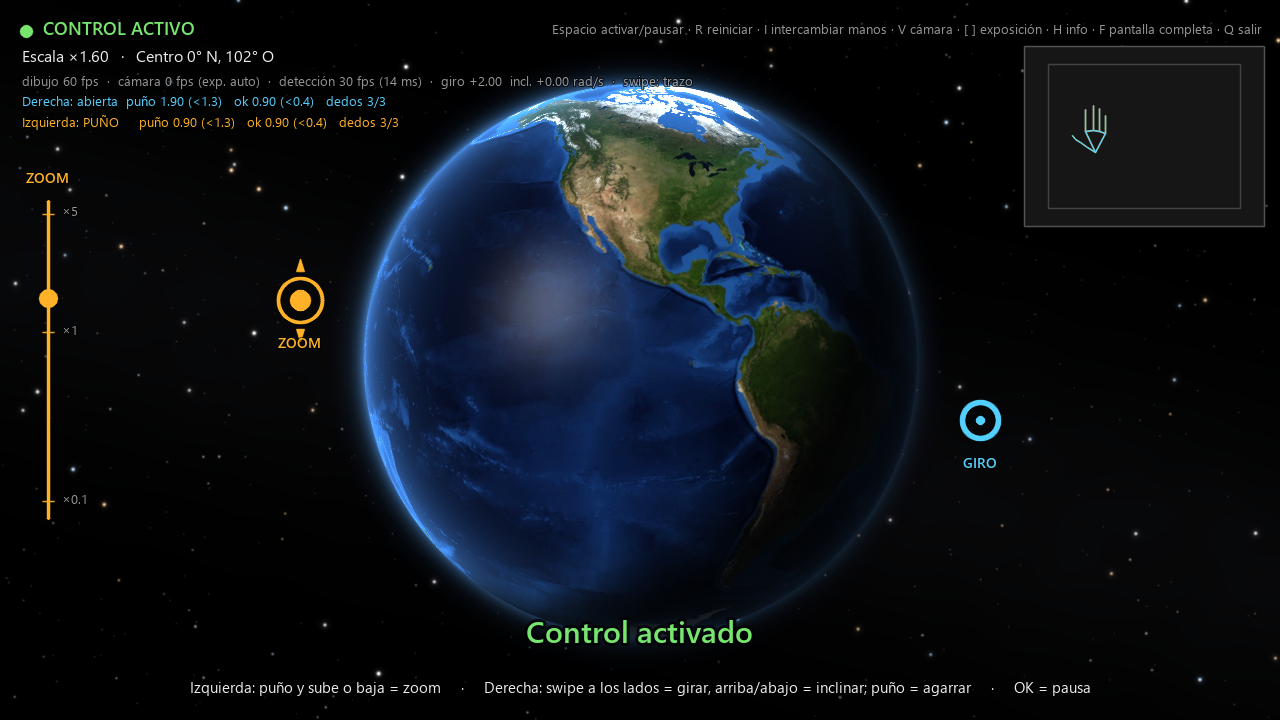 CONTROL ACTIVO
Espacio activar/pausar · R reiniciar · I intercambiar manos · V cámara · [ ] exposición · H info · F pantalla completa · Q salir
Escala ×1.60 · Centro 0° N, 102° O
dibujo 60 fps · cámara 0 fps (exp. auto) · detección 30 fps (14 ms) · giro +2.00 incl. +0.00 rad/s · swipe: trazo
Derecha: abierta puño 1.90 (<1.3) ok 0.90 (<0.4) dedos 3/3
Izquierda: PUÑO puño 0.90 (<1.3) ok 0.90 (<0.4) dedos 3/3
ZOOM
×5
×1
×0.1
ZOOM
GIRO
Control activado
Izquierda: puño y sube o baja = zoom · Derecha: swipe a los lados = girar, arriba/abajo = inclinar; puño = agarrar · OK = pausa